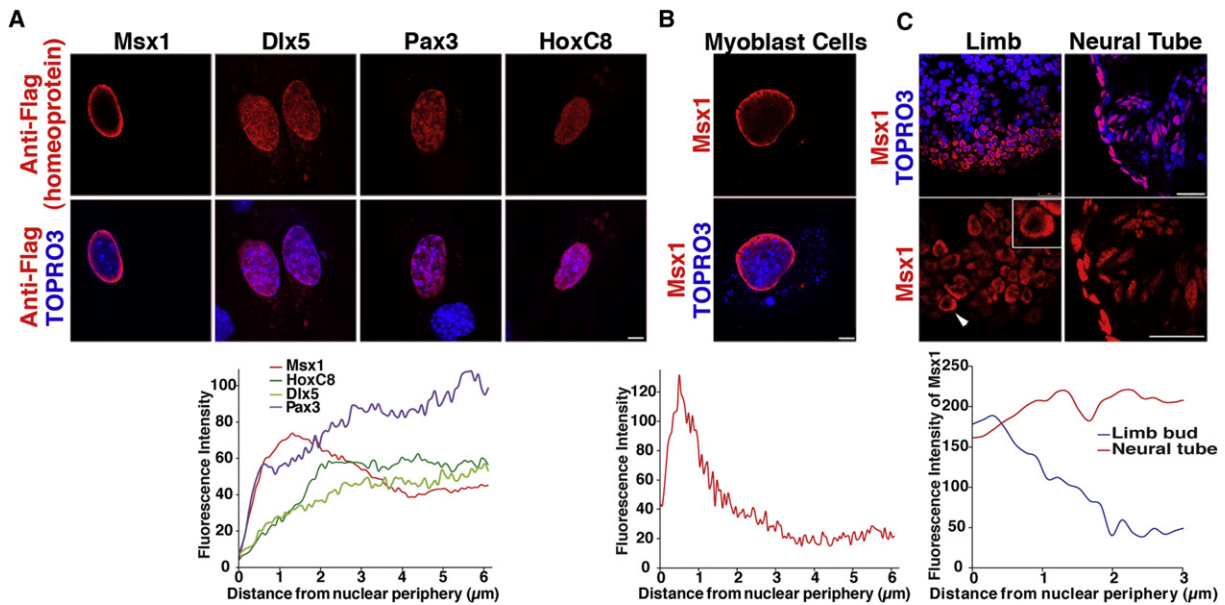 A
Msx1
Dlx5
Pax3
HoxC8
Anti-Flag
(homeoprotein)
Anti-Flag
TOPRO3
Fluorescence Intensity
100
80
60
40
20
0
Msx1
HoxC8
Dlx5
Pax3
0 1 2 3 4 5 6
Distance from nuclear periphery (µm)
B
Myoblast Cells
Msx1
Msx1
TOPRO3
Fluorescence Intensity
120
100
80
60
40
20
0
0 1 2 3 4 5 6
Distance from nuclear periphery (µm)
C
Limb
Neural Tube
Msx1
TOPRO3
Msx1
Fluorescence Intensity of Msx1
250
200
150
100
50
0
Limb bud
Neural tube
0 1 2 3
Distance from nuclear periphery (µm)